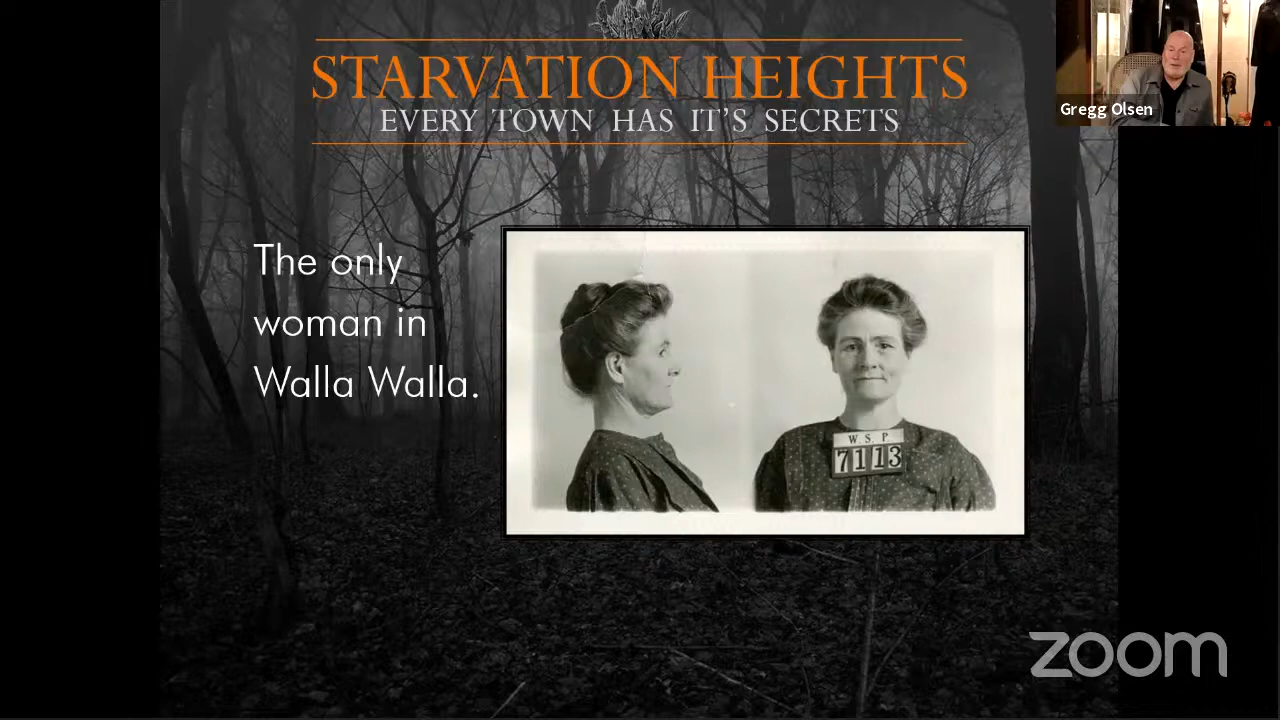 STARVATION HEIGHTS
EVERY TOWN HAS IT'S SECRETS
Gregg Olsen
The only
woman in
Walla Walla.
W. S. P.
7113
zoom